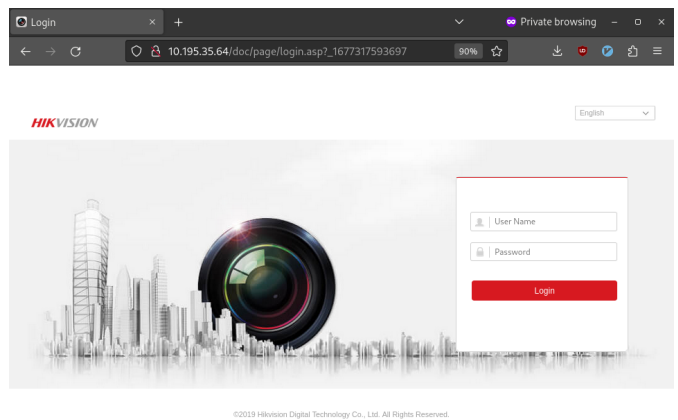 Login
Private browsing
10.195.35.64/doc/page/login.asp?_1677317593697
90%
English
HIKVISION
User Name
Password
Login
©2019 Hikvision Digital Technology Co., Ltd. All Rights Reserved.